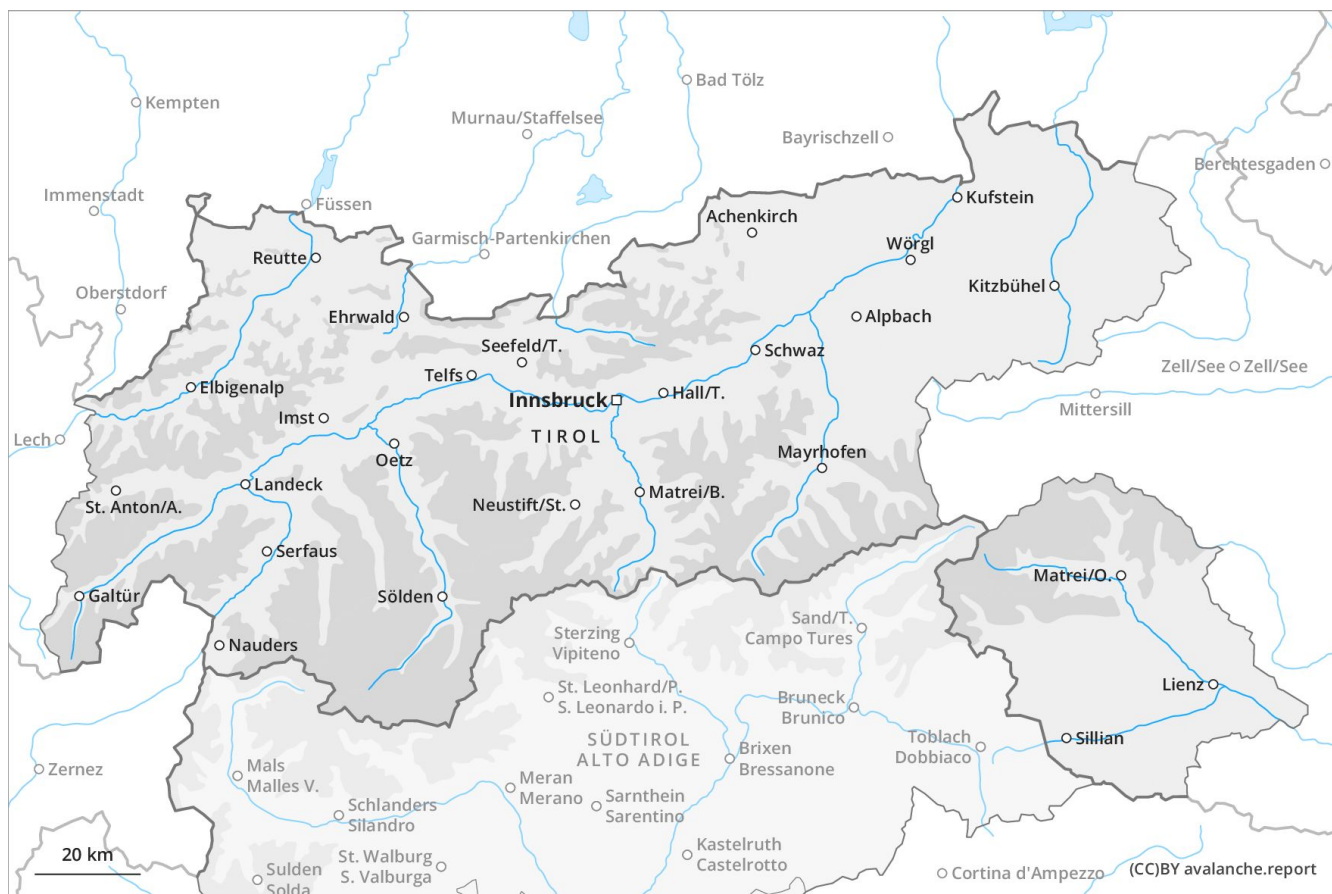 Kempten
Bad Tölz
Murnau/Staffelsee
Bayrischzell
Berchtesgaden
Immenstadt
Füssen
Kufstein
Achenkirch
Garmisch-Partenkirchen
Wörgl
Reutte
Kitzbühel
Oberstdorf
Ehrwald
Alpbach
Seefeld/T.
Schwaz
Telfs
Zell/See
Zell/See
Elbigenalp
Innsbruck
Hall/T.
Mittersill
Imst
Lech
TIROL
Oetz
Mayrhofen
Landeck
St. Anton/A.
Neustift/St.
Matrei/B.
Serfaus
Matrei/O.
Galtür
Sölden
Sand/T.
Campo Tures
Sterzing
Vipiteno
Nauders
Lienz
St. Leonhard/P.
S. Leonardo i. P.
Bruneck
Brunico
Sillian
SÜDTIROL
ALTO ADIGE
Toblach
Dobbiaco
Brixen
Bressanone
Zernez
Mals
Malles V.
Meran
Merano
Sarnthein
Sarentino
Schlanders
Silandro
Kastelruth
Castelrotto
20 km
St. Walburg
S. Valburga
Sulden
Solda
Cortina d'Ampezzo
(CC)BY avalanche.report